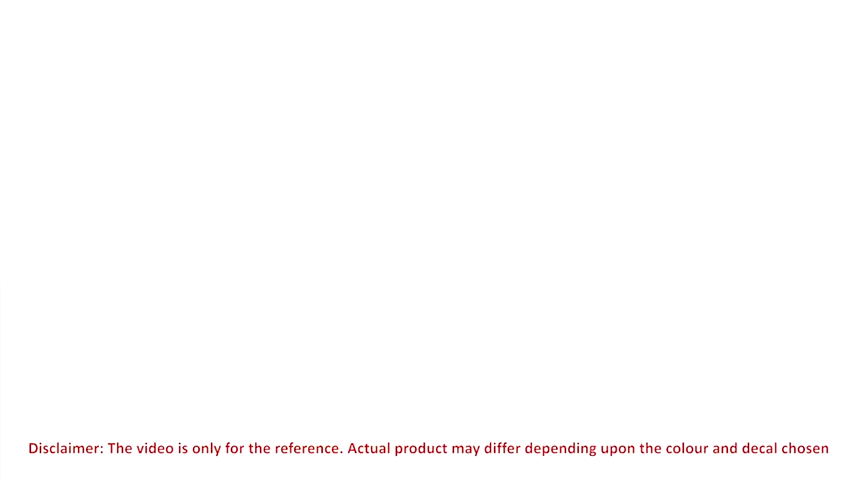 Disclaimer: The video is only for the reference. Actual product may differ depending upon the colour and decal chosen